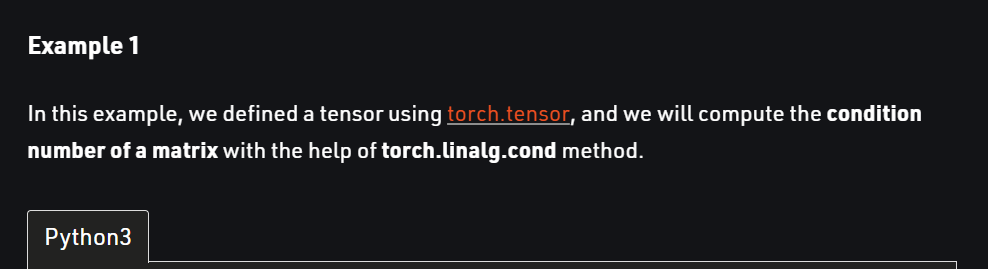 Example 1
In this example, we defined a tensor using torch.tensor, and we will compute the condition
number of a matrix with the help of torch.linalg.cond method.
Python3